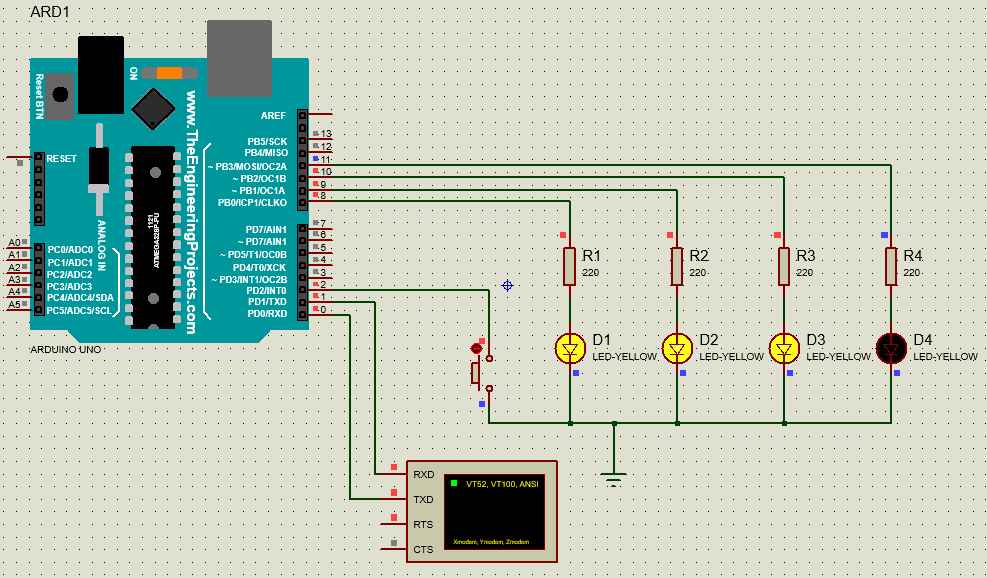 ARD1
Reset BTN
ON
www.TheEngineeringProjects.com
RESET
ANALOG IN
1121
ATMEGA328P-PU
AREF
PB5/SCK 13
PB4/MISO 12
~ PB3/MOSI/OC2A 11
~ PB2/OC1B 10
~ PB1/OC1A 9
PB0/ICP1/CLKO 8
PD7/AIN1 7
~ PD7/AIN1 6
~ PD5/T1/OC0B 5
PD4/T0/XCK 4
~ PD3/INT1/OC2B 3
PD2/INT0 2
PD1/TXD 1
PD0/RXD 0
A0 PC0/ADC0
A1 PC1/ADC1
A2 PC2/ADC2
A3 PC3/ADC3
A4 PC4/ADC4/SDA
A5 PC5/ADC5/SCL
ARDUINO UNO
R1
220
R2
220
R3
220
R4
220
D1
LED-YELLOW
D2
LED-YELLOW
D3
LED-YELLOW
D4
LED-YELLOW
RXD
TXD
RTS
CTS
VT52, VT100, ANSI
Xmodem, Ymodem, Zmodem